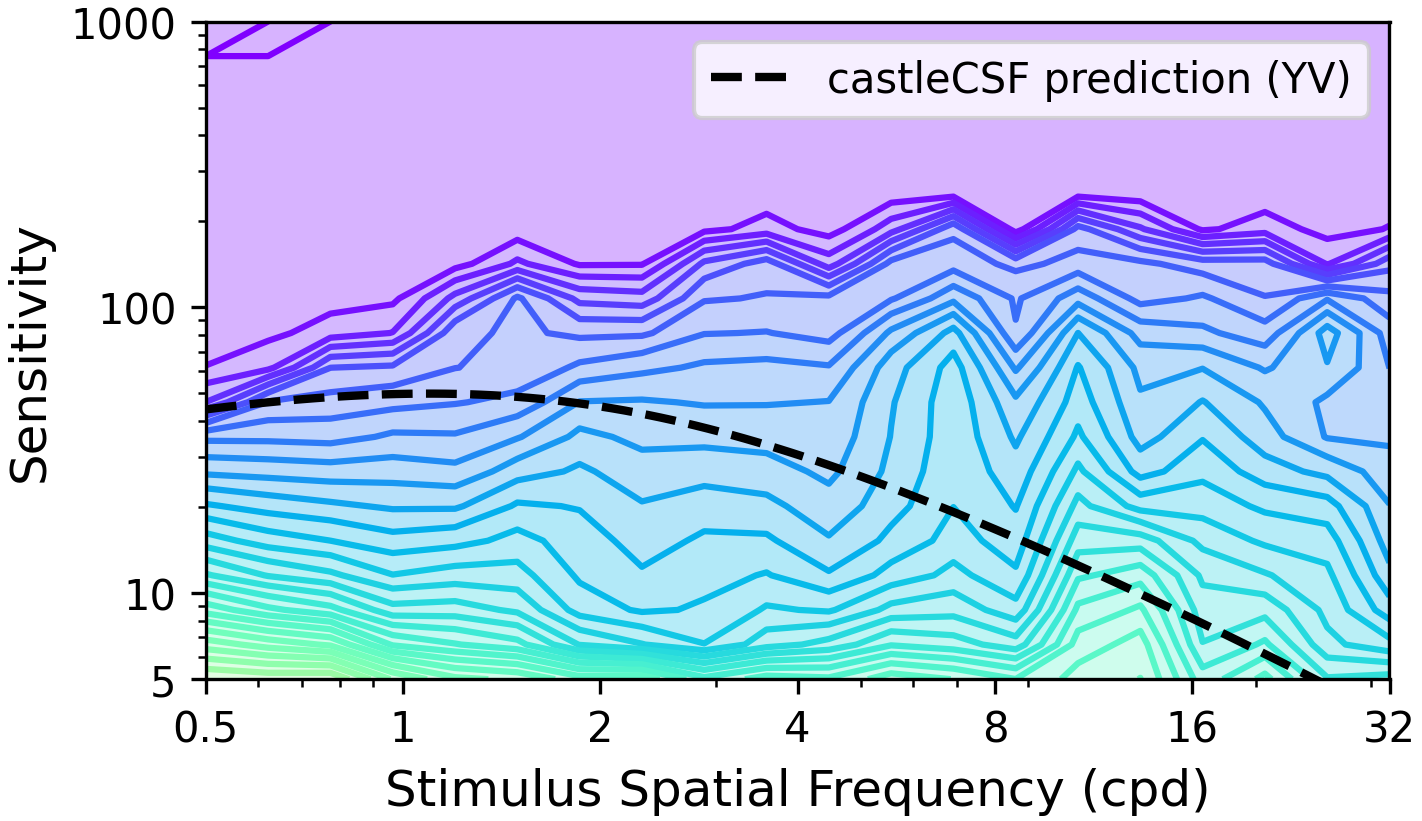 1000
100
10
5
Sensitivity
castleCSF prediction (YV)
0.5 1 2 4 8 16 32
Stimulus Spatial Frequency (cpd)